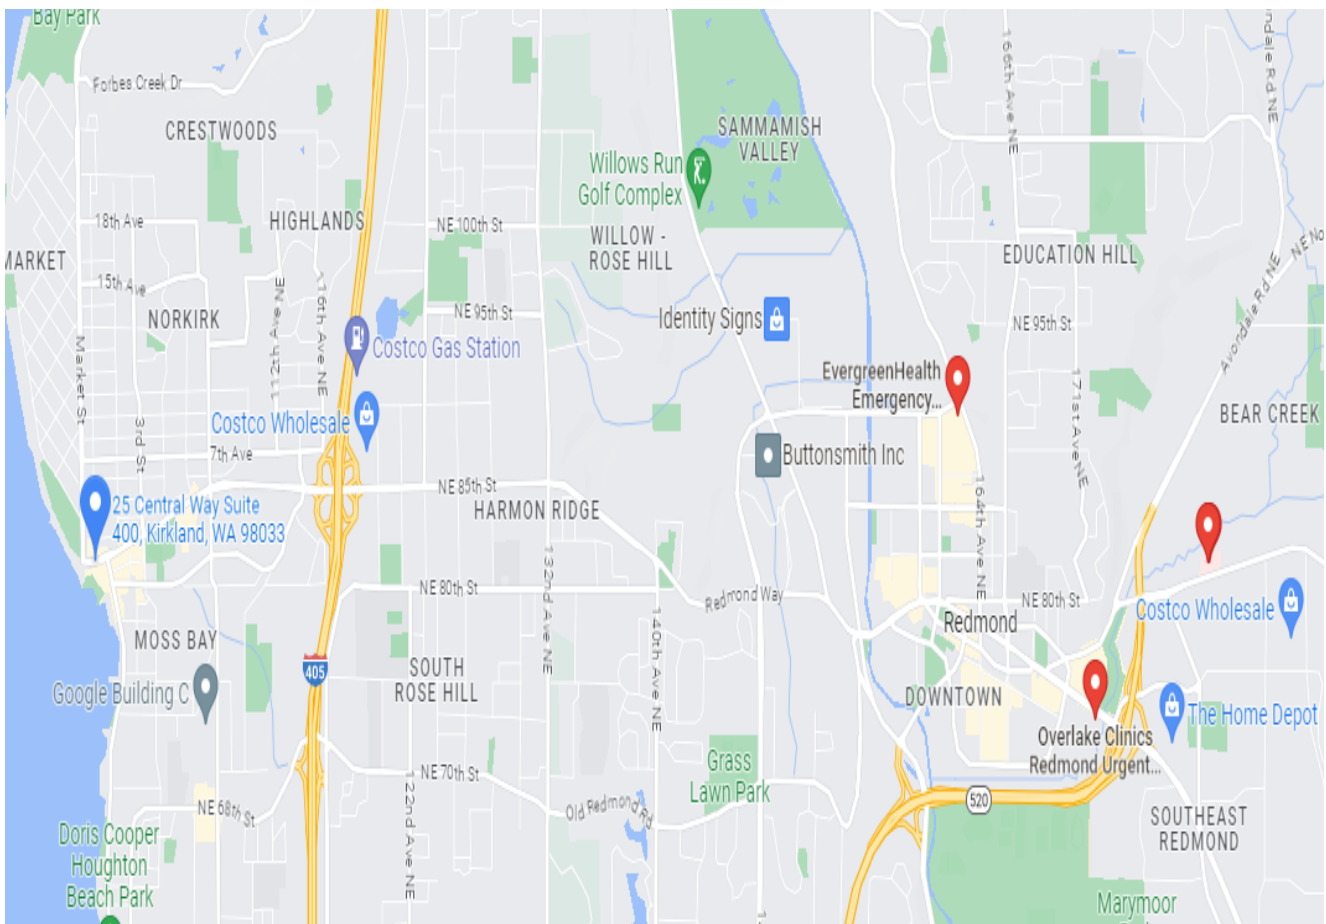 Bay Park
Forbes Creek Dr
CRESTWOODS
166th Ave NE
SAMMAMISH
VALLEY
Willows Run
Golf Complex
18th Ave
HIGHLANDS
NE 100th St
WILLOW -
ROSE HILL
EDUCATION HILL
MARKET
15th Ave
NORKIRK
112th Ave NE
116th Ave NE
NE 95th St
Identity Signs
NE 95th St
Avondale Rd NE
Market St
3rd St
Costco Gas Station
EvergreenHealth
Emergency...
171st Ave NE
BEAR CREEK
Costco Wholesale
7th Ave
Buttonsmith Inc
NE 85th St
HARMON RIDGE
164th Ave NE
25 Central Way Suite
400, Kirkland, WA 98033
132nd Ave NE
NE 80th St
Redmond Way
140th Ave NE
NE 80th St
Redmond
Costco Wholesale
MOSS BAY
405
SOUTH
ROSE HILL
Google Building C
DOWNTOWN
The Home Depot
Overlake Clinics
Redmond Urgent...
NE 70th St
122nd Ave NE
Grass
Lawn Park
Old Redmond Rd
520
NE 68th St
SOUTHEAST
REDMOND
Doris Cooper
Houghton
Beach Park
Marymoor